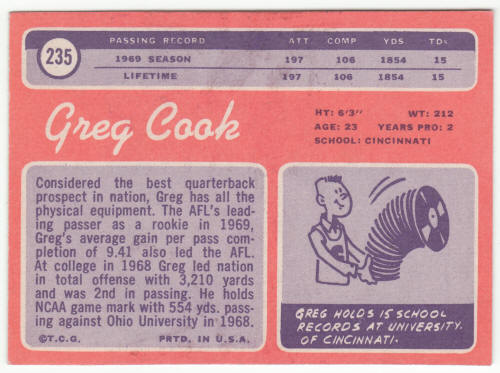 235
PASSING RECORD ATT COMP YDS TDs
1969 SEASON 197 106 1854 15
LIFETIME 197 106 1854 15
Greg Cook
HT: 6'3" WT: 212
AGE: 23 YEARS PRO: 2
SCHOOL: CINCINNATI
Considered the best quarterback
prospect in nation, Greg has all the
physical equipment. The AFL's lead-
ing passer as a rookie in 1969,
Greg's average gain per pass com-
pletion of 9.41 also led the AFL.
At college in 1968 Greg led nation
in total offense with 3,210 yards
and was 2nd in passing. He holds
NCAA game mark with 554 yds. pass-
ing against Ohio University in 1968.
©T.C.G. PRTD. IN U.S.A.
GREG HOLDS 15 SCHOOL
RECORDS AT UNIVERSITY
OF CINCINNATI.